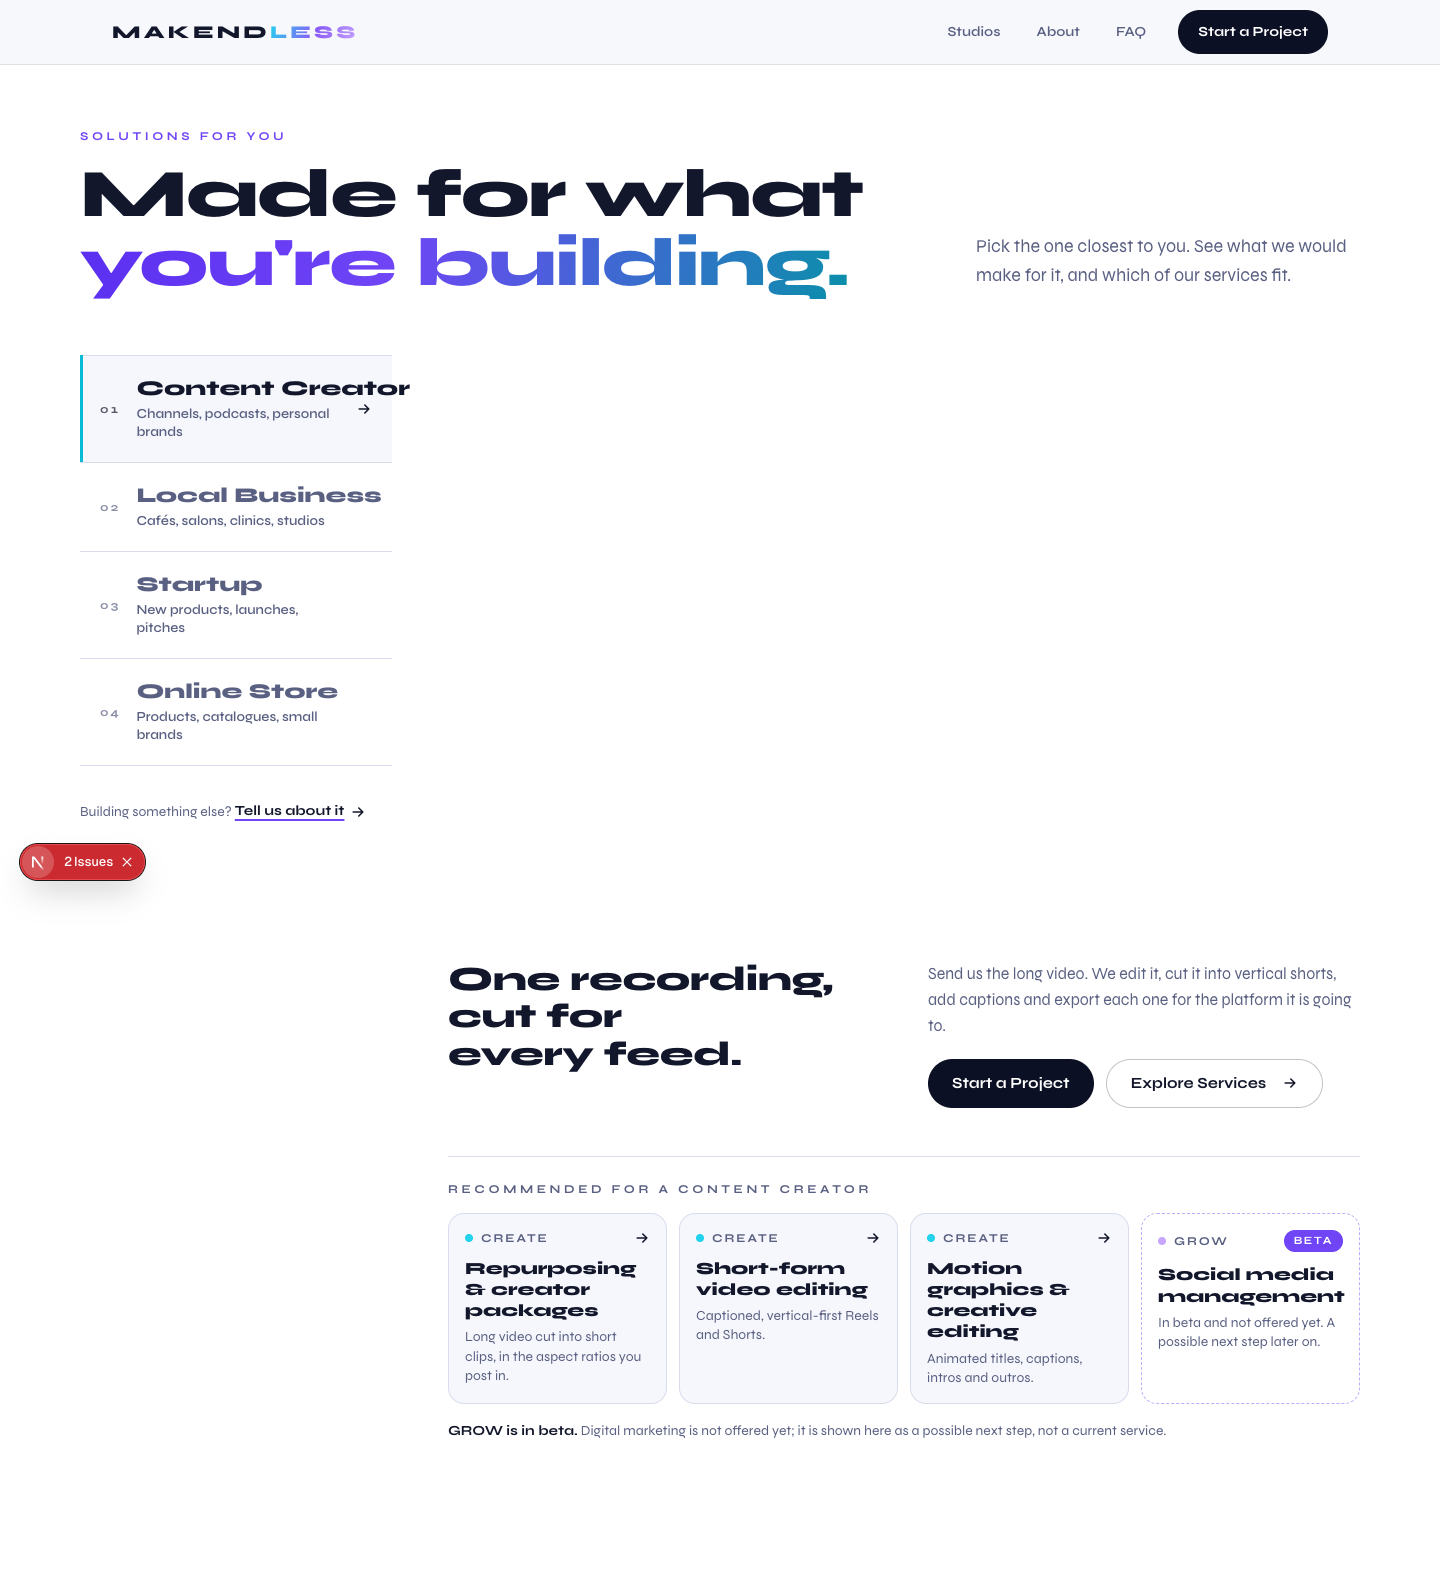 MAKENDLESS
Studios
About
FAQ
Start a Project
SOLUTIONS FOR YOU
Made for what
you're building.
Pick the one closest to you. See what we would
make for it, and which of our services fit.
01
Content Creator
Channels, podcasts, personal
brands
→
02
Local Business
Cafés, salons, clinics, studios
03
Startup
New products, launches,
pitches
04
Online Store
Products, catalogues, small
brands
Building something else? Tell us about it →
N 2 Issues ×
One recording,
cut for
every feed.
Send us the long video. We edit it, cut it into vertical shorts,
add captions and export each one for the platform it is going
to.
Start a Project
Explore Services →
RECOMMENDED FOR A CONTENT CREATOR
CREATE →
Repurposing
& creator
packages
Long video cut into short
clips, in the aspect ratios you
post in.
CREATE →
Short-form
video editing
Captioned, vertical-first Reels
and Shorts.
CREATE →
Motion
graphics &
creative
editing
Animated titles, captions,
intros and outros.
GROW BETA
Social media
management
In beta and not offered yet. A
possible next step later on.
GROW is in beta. Digital marketing is not offered yet; it is shown here as a possible next step, not a current service.